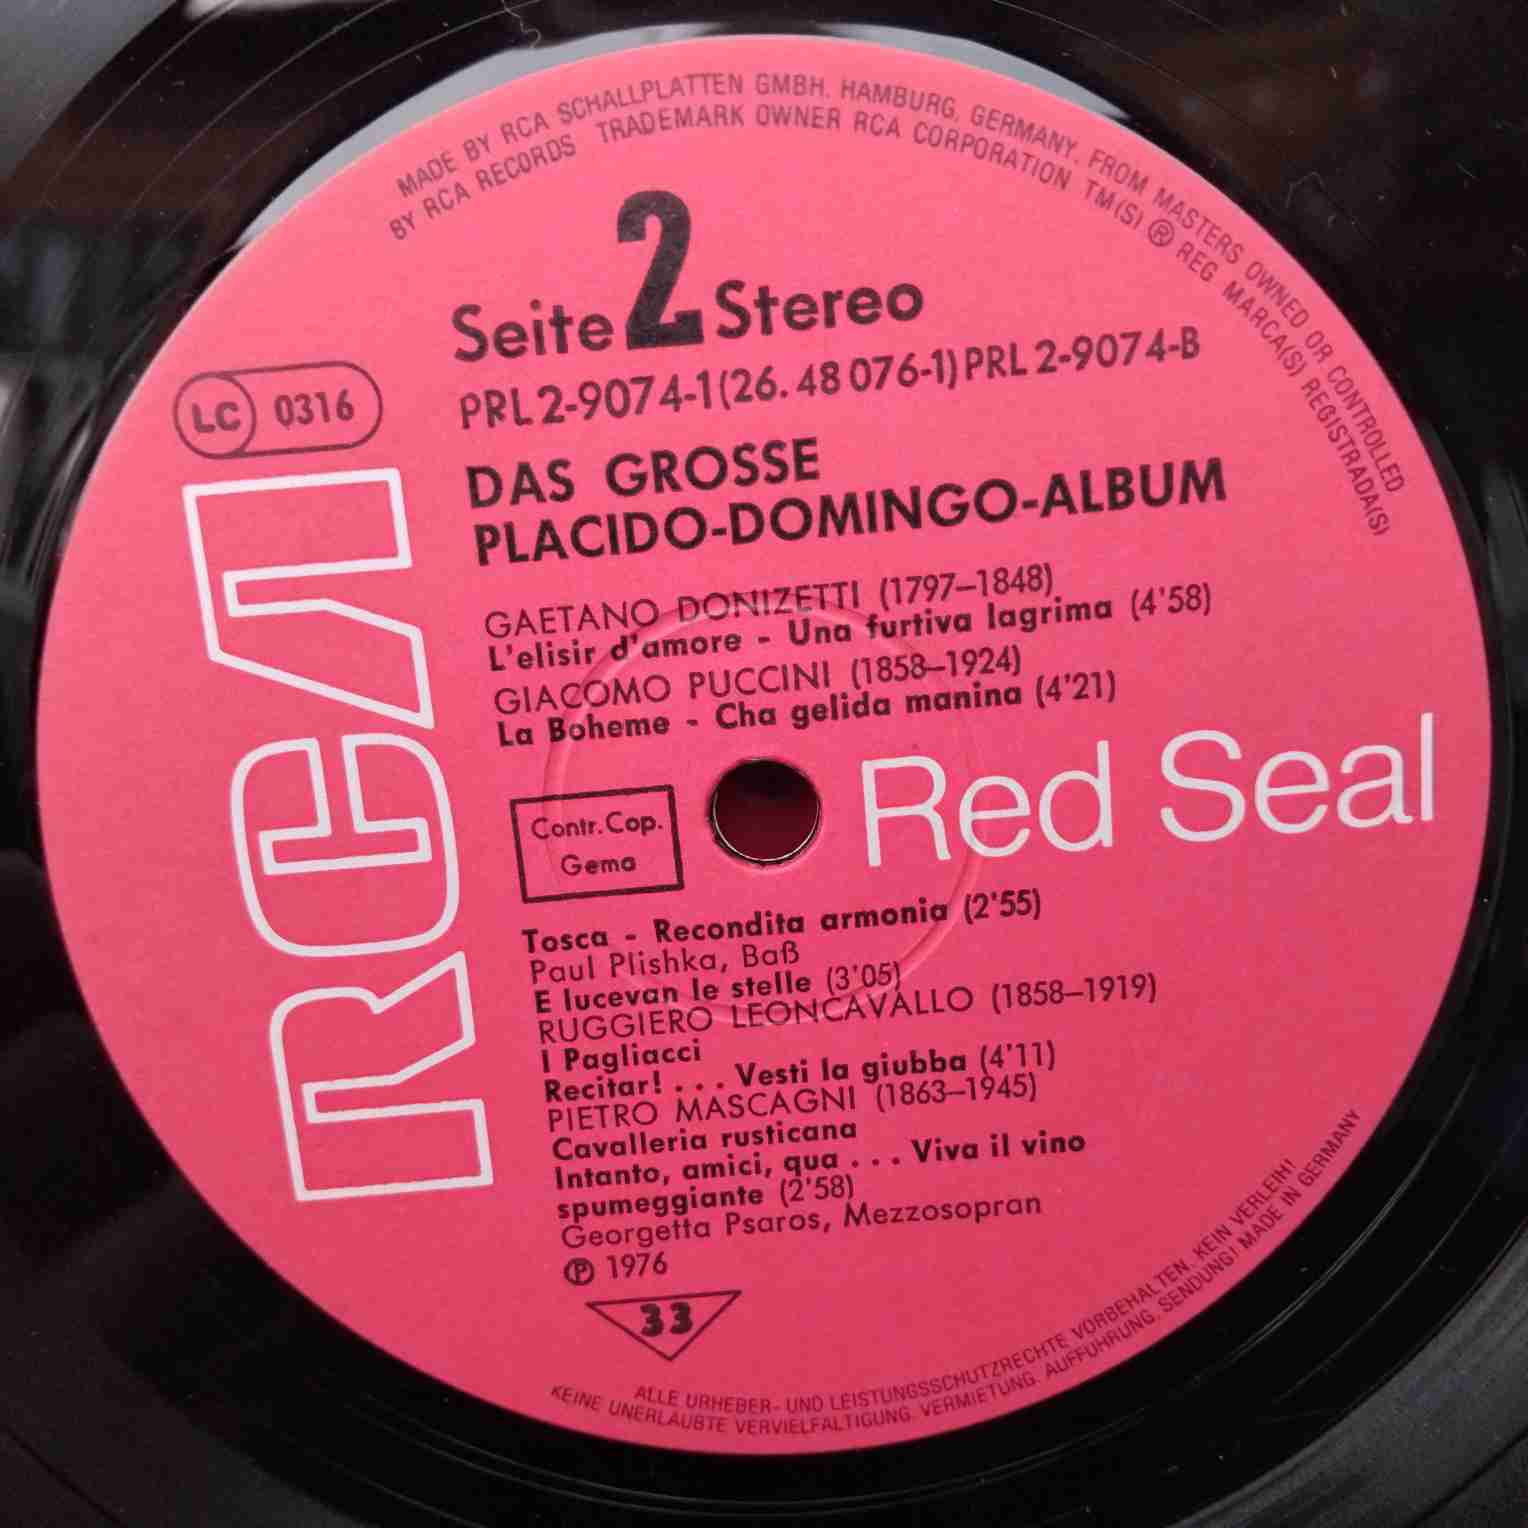 MADE BY RCA SCHALLPLATTEN GMBH. HAMBURG, GERMANY. FROM MASTERS OWNED OR CONTROLLED
BY RCA RECORDS TRADEMARK OWNER RCA CORPORATION TM(S) ® REG. MARCA(S) REGISTRADA(S)
Seite 2 Stereo
LC 0316
PRL 2-9074-1 (26.48 076-1) PRL 2-9074-B
DAS GROSSE
PLACIDO-DOMINGO-ALBUM
GAETANO DONIZETTI (1797–1848)
L'elisir d'amore - Una furtiva lagrima (4'58)
GIACOMO PUCCINI (1858–1924)
La Boheme - Cha gelida manina (4'21)
RCA
Contr. Cop.
Gema
Red Seal
Tosca - Recondita armonia (2'55)
Paul Plishka, Baß
E lucevan le stelle (3'05)
RUGGIERO LEONCAVALLO (1858–1919)
I Pagliacci
Recitar! . . . Vesti la giubba (4'11)
PIETRO MASCAGNI (1863–1945)
Cavalleria rusticana
Intanto, amici, qua . . . Viva il vino
spumeggiante (2'58)
Georgetta Psaros, Mezzosopran
℗ 1976
33
ALLE URHEBER- UND LEISTUNGSSCHUTZRECHTE VORBEHALTEN. KEIN VERLEIH!
KEINE UNERLAUBTE VERVIELFÄLTIGUNG. VERMIETUNG. AUFFÜHRUNG. SENDUNG! MADE IN GERMANY